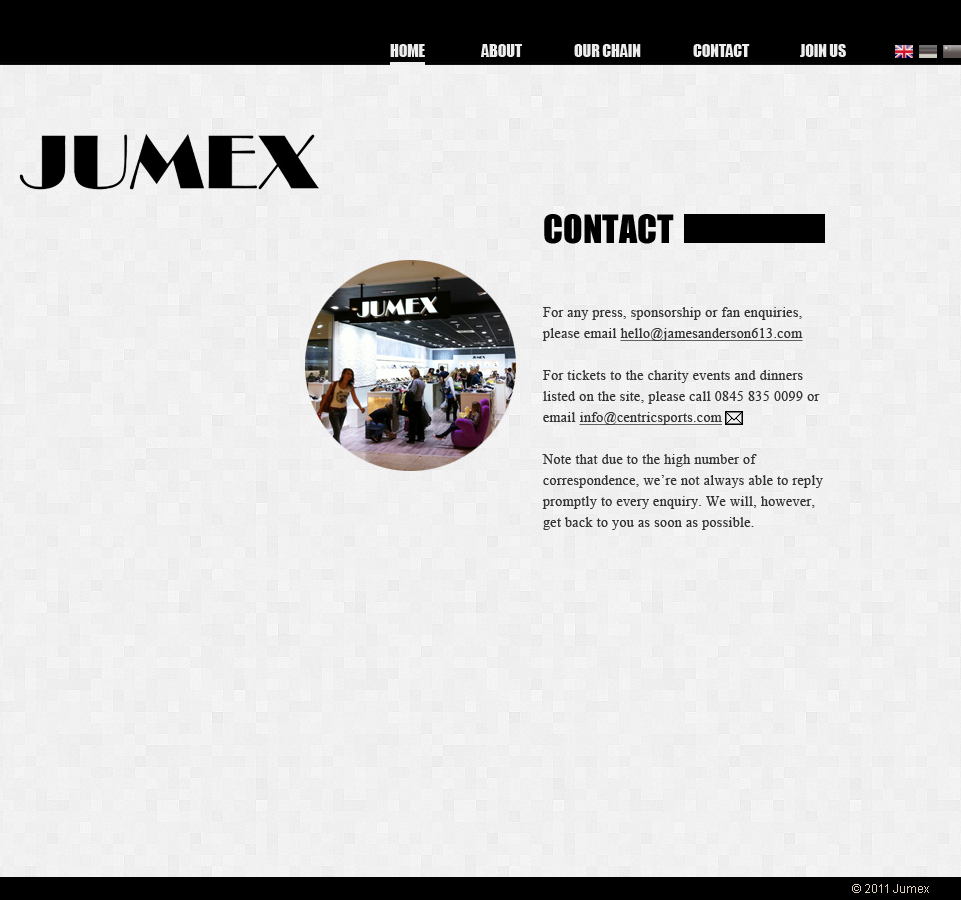 HOME ABOUT OUR CHAIN CONTACT JOIN US
JUMEX
CONTACT
JUMEX
JUMEX
For any press, sponsorship or fan enquiries,
please email hello@jamesanderson613.com
For tickets to the charity events and dinners
listed on the site, please call 0845 835 0099 or
email info@centricsports.com
Note that due to the high number of
correspondence, we’re not always able to reply
promptly to every enquiry. We will, however,
get back to you as soon as possible.
© 2011 Jumex